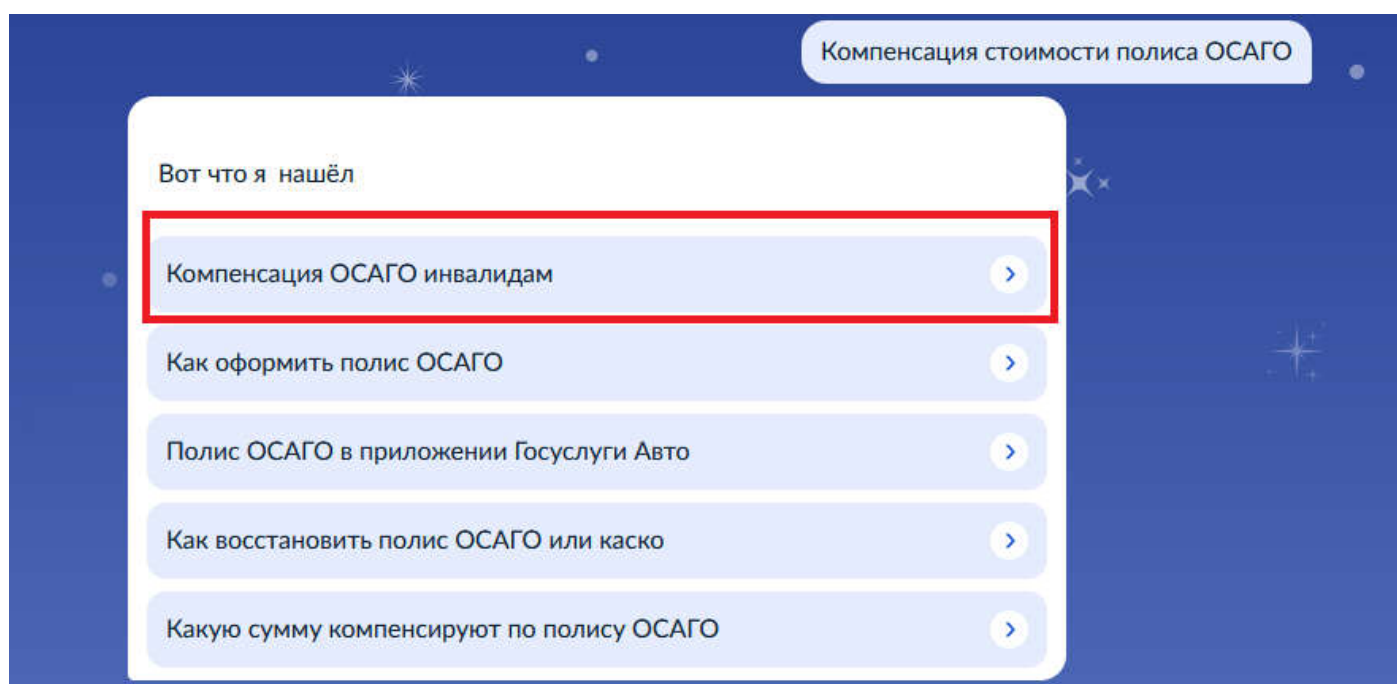 Компенсация стоимости полиса ОСАГО
Вот что я нашёл
Компенсация ОСАГО инвалидам
Как оформить полис ОСАГО
Полис ОСАГО в приложении Госуслуги Авто
Как восстановить полис ОСАГО или каско
Какую сумму компенсируют по полису ОСАГО